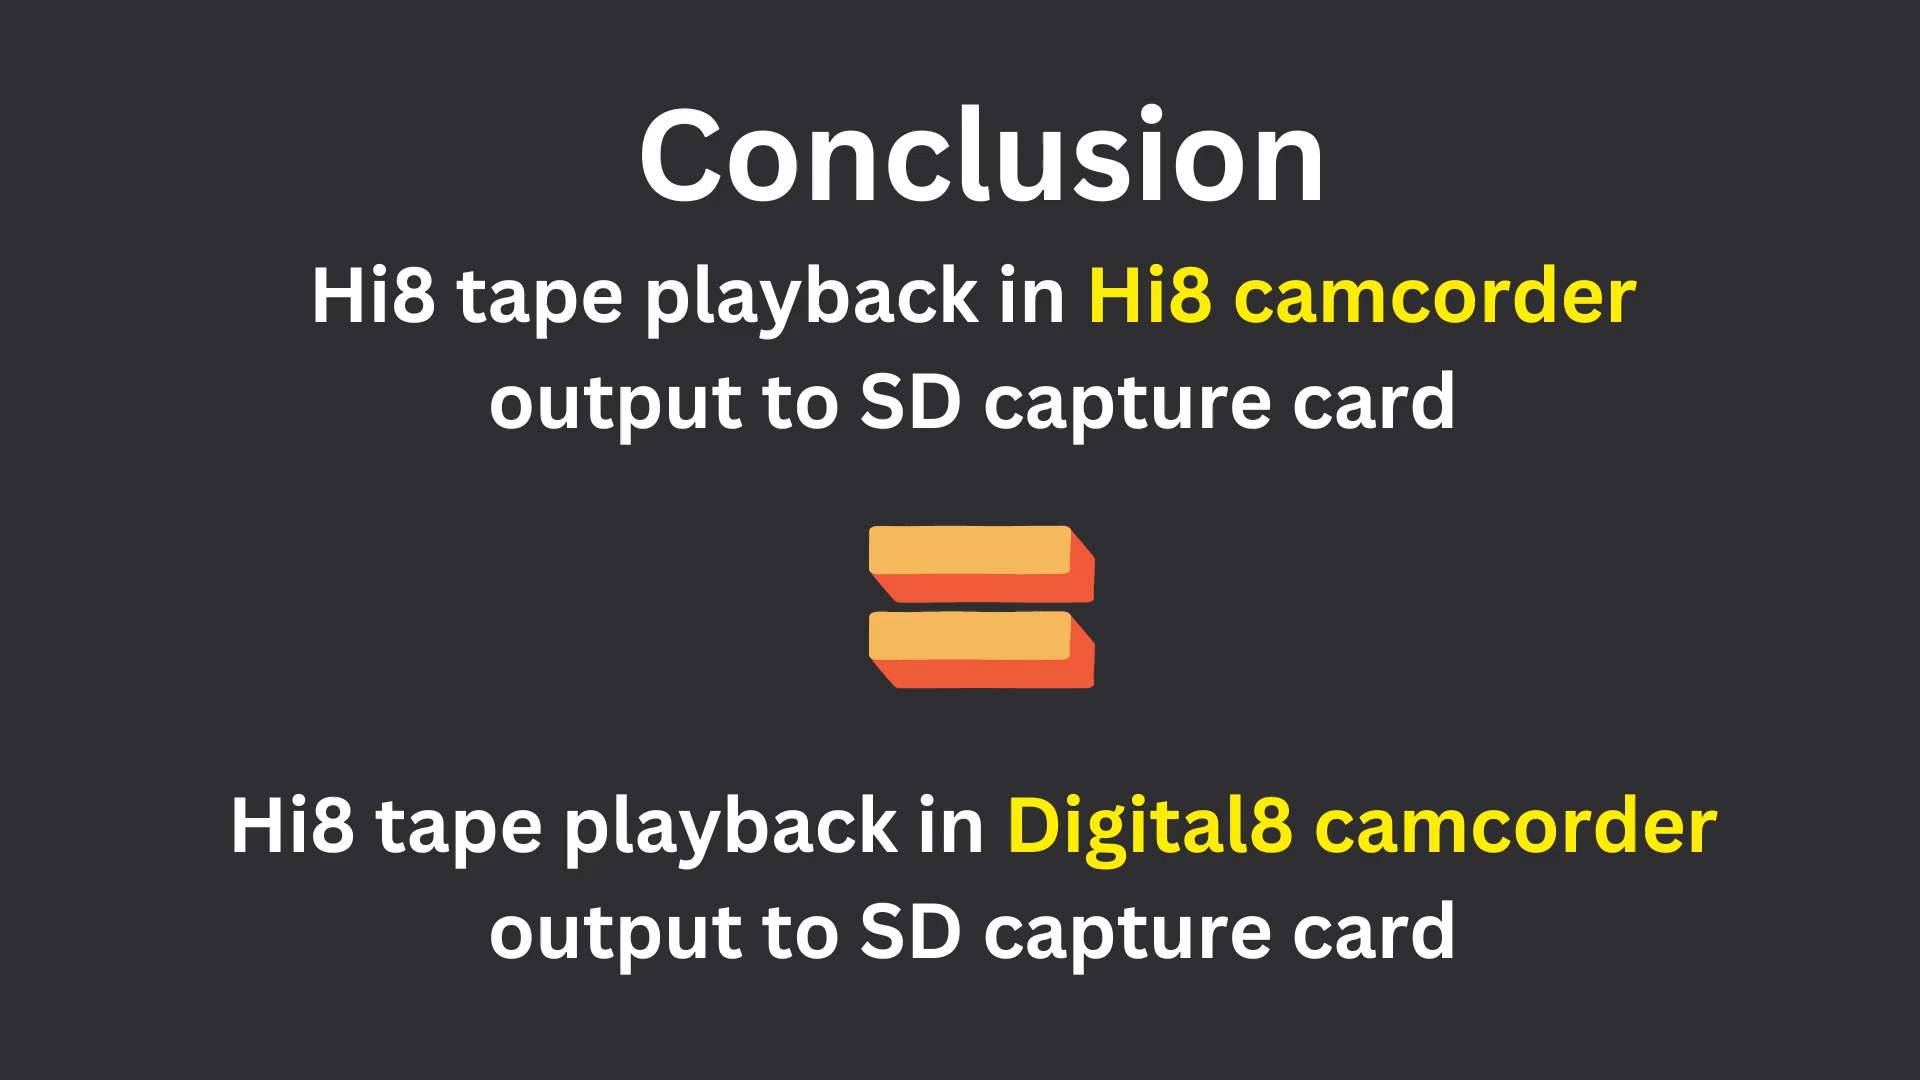 Conclusion
Hi8 tape playback in Hi8 camcorder
output to SD capture card
Hi8 tape playback in Digital8 camcorder
output to SD capture card